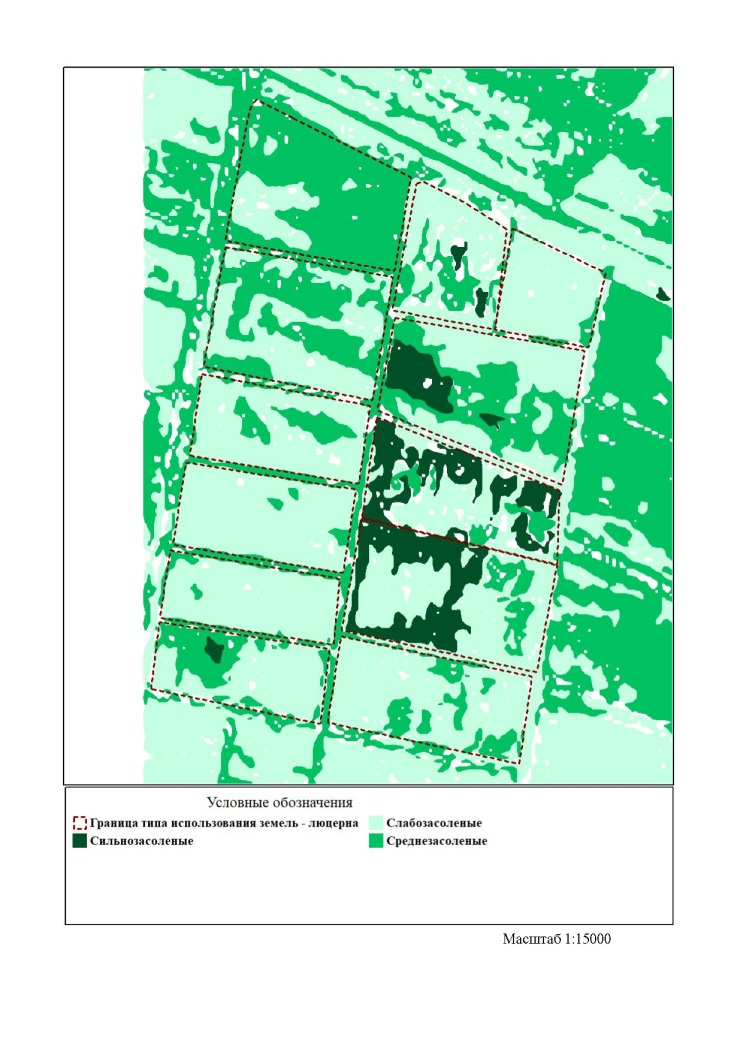 Условные обозначения
Граница типа использования земель - люцерна
Слабозасоленые
Сильнозасоленые
Среднезасоленые
Масштаб 1:15000